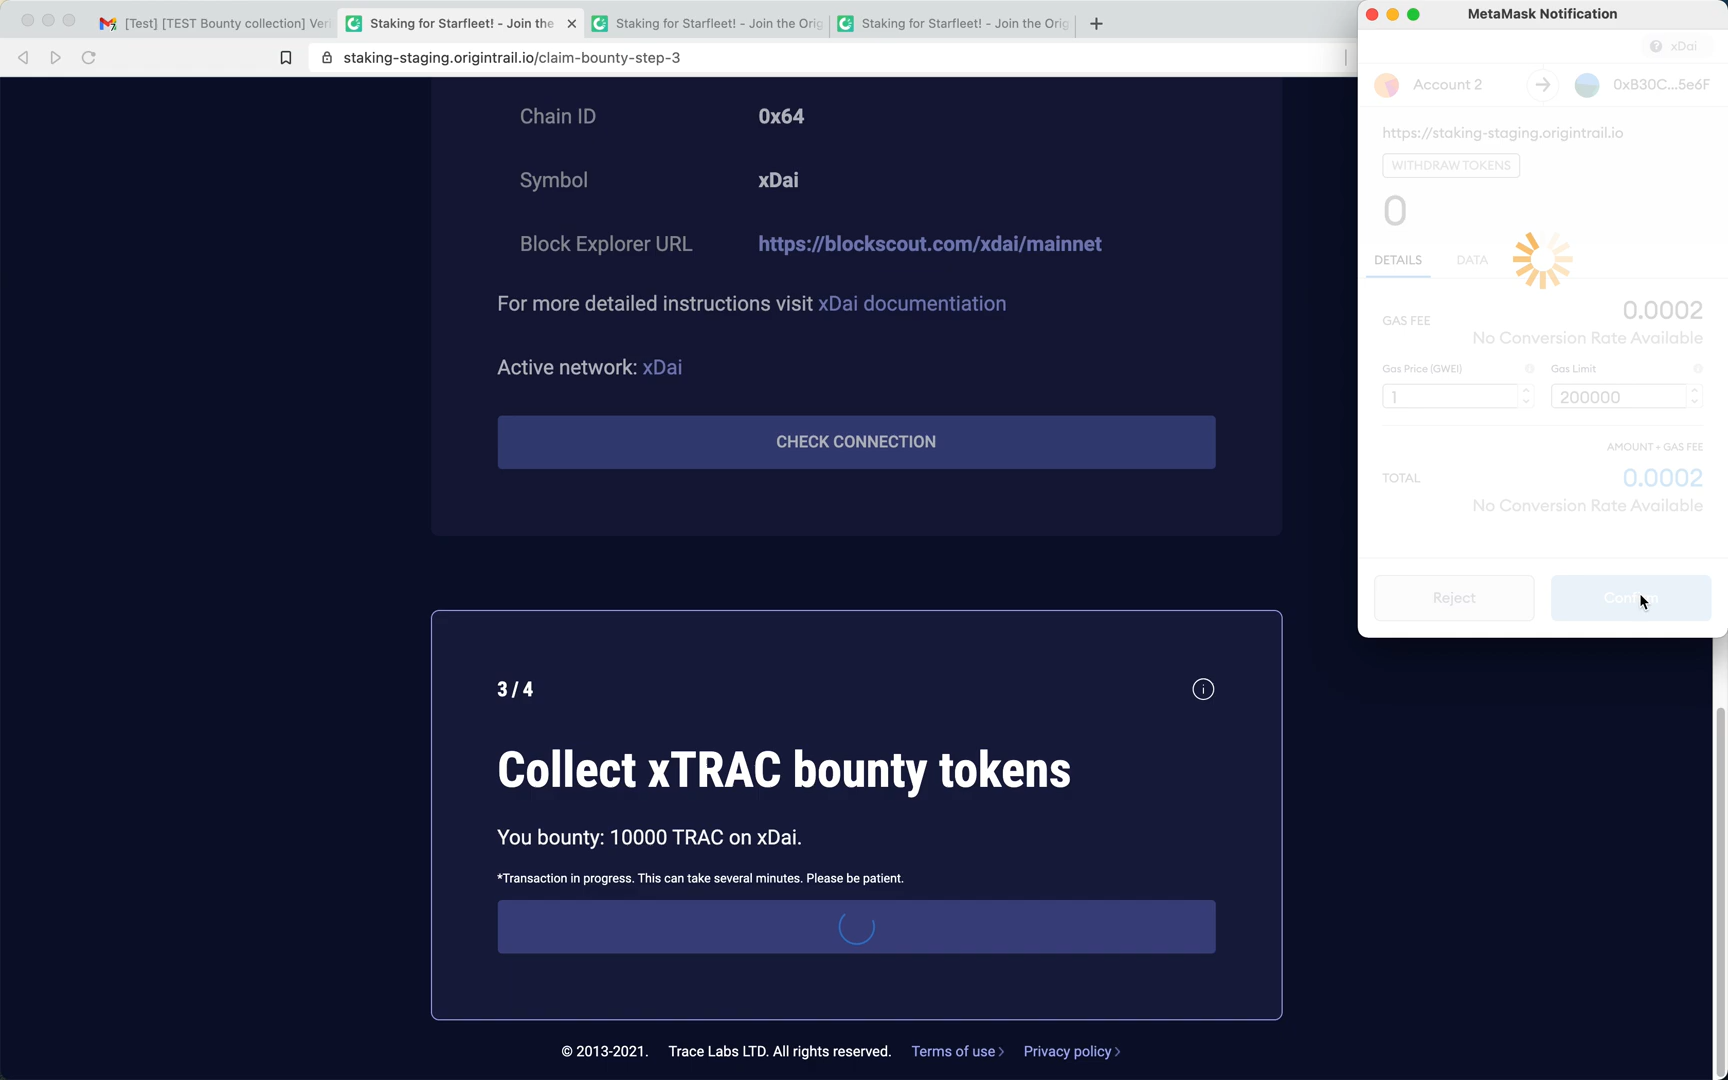 [Test] [TEST Bounty collection] Veri
Staking for Starfleet! - Join the
Staking for Starfleet! - Join the Orig
Staking for Starfleet! - Join the Orig
staking-staging.origintrail.io/claim-bounty-step-3
Chain ID 0x64
Symbol xDai
Block Explorer URL https://blockscout.com/xdai/mainnet
For more detailed instructions visit xDai documentiation
Active network: xDai
CHECK CONNECTION
3 / 4
Collect xTRAC bounty tokens
You bounty: 10000 TRAC on xDai.
*Transaction in progress. This can take several minutes. Please be patient.
© 2013-2021. Trace Labs LTD. All rights reserved. Terms of use Privacy policy
MetaMask Notification
xDai
Account 2 0xB30C...5e6F
https://staking-staging.origintrail.io
WITHDRAW TOKENS
0
DETAILS DATA
GAS FEE 0.0002
No Conversion Rate Available
Gas Price (GWEI) Gas Limit
1 200000
AMOUNT + GAS FEE
TOTAL 0.0002
No Conversion Rate Available
Reject Confirm